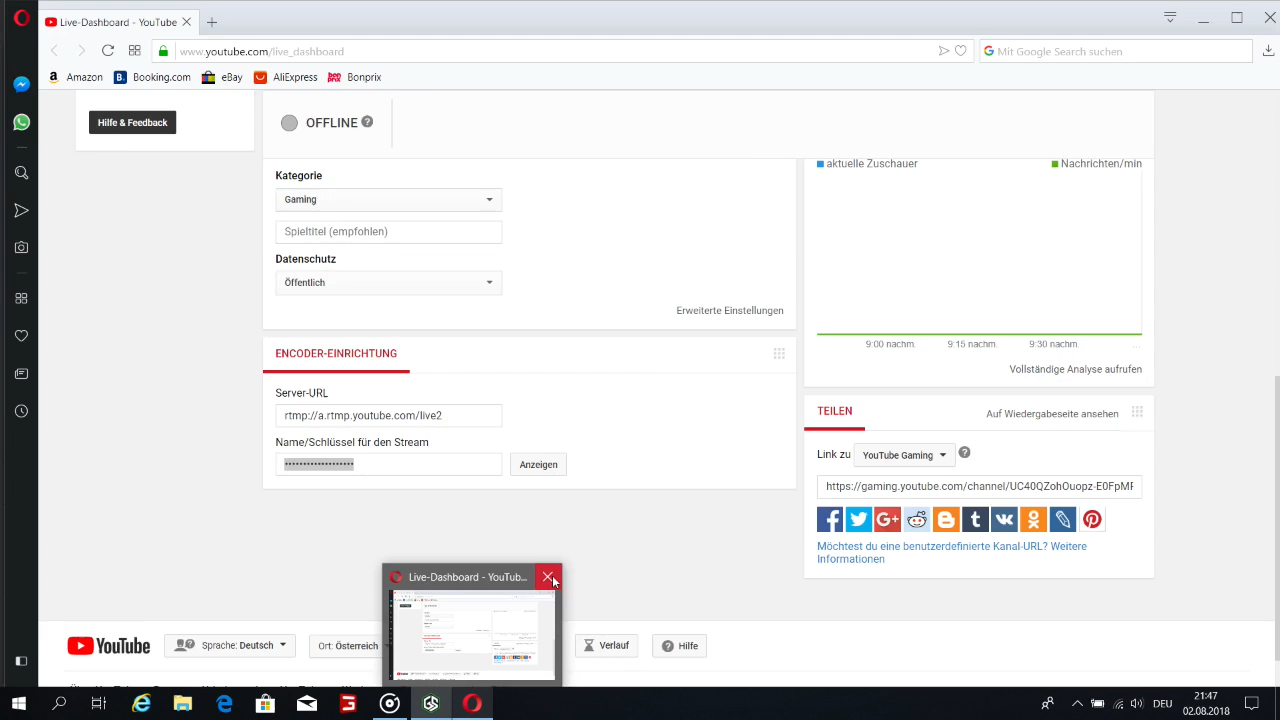 Live-Dashboard - YouTube
www.youtube.com/live_dashboard
Mit Google Search suchen
Amazon
Booking.com
eBay
AliExpress
Bonprix
Hilfe & Feedback
OFFLINE
Kategorie
Gaming
Spieltitel (empfohlen)
Datenschutz
Öffentlich
Erweiterte Einstellungen
aktuelle Zuschauer
Nachrichten/min
9:00 nachm.
9:15 nachm.
9:30 nachm
...
Vollständige Analyse aufrufen
ENCODER-EINRICHTUNG
Server-URL
rtmp://a.rtmp.youtube.com/live2
Name/Schlüssel für den Stream
•••••••••••••••••••
Anzeigen
TEILEN
Auf Wiedergabeseite ansehen
Link zu
YouTube Gaming
https://gaming.youtube.com/channel/UC40QZohOuopz-E0FpMF
Möchtest du eine benutzerdefinierte Kanal-URL? Weitere
Informationen
Live-Dashboard - YouTub...
YouTube
Sprache: Deutsch
Ort: Österreich
Verlauf
Hilfe
DEU
21:47
02.08.2018